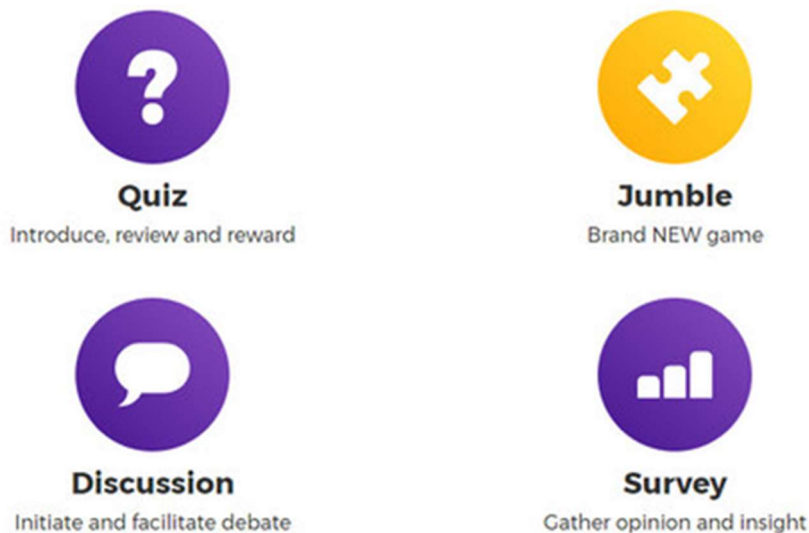 Quiz
Introduce, review and reward
Jumble
Brand NEW game
Discussion
Initiate and facilitate debate
Survey
Gather opinion and insight